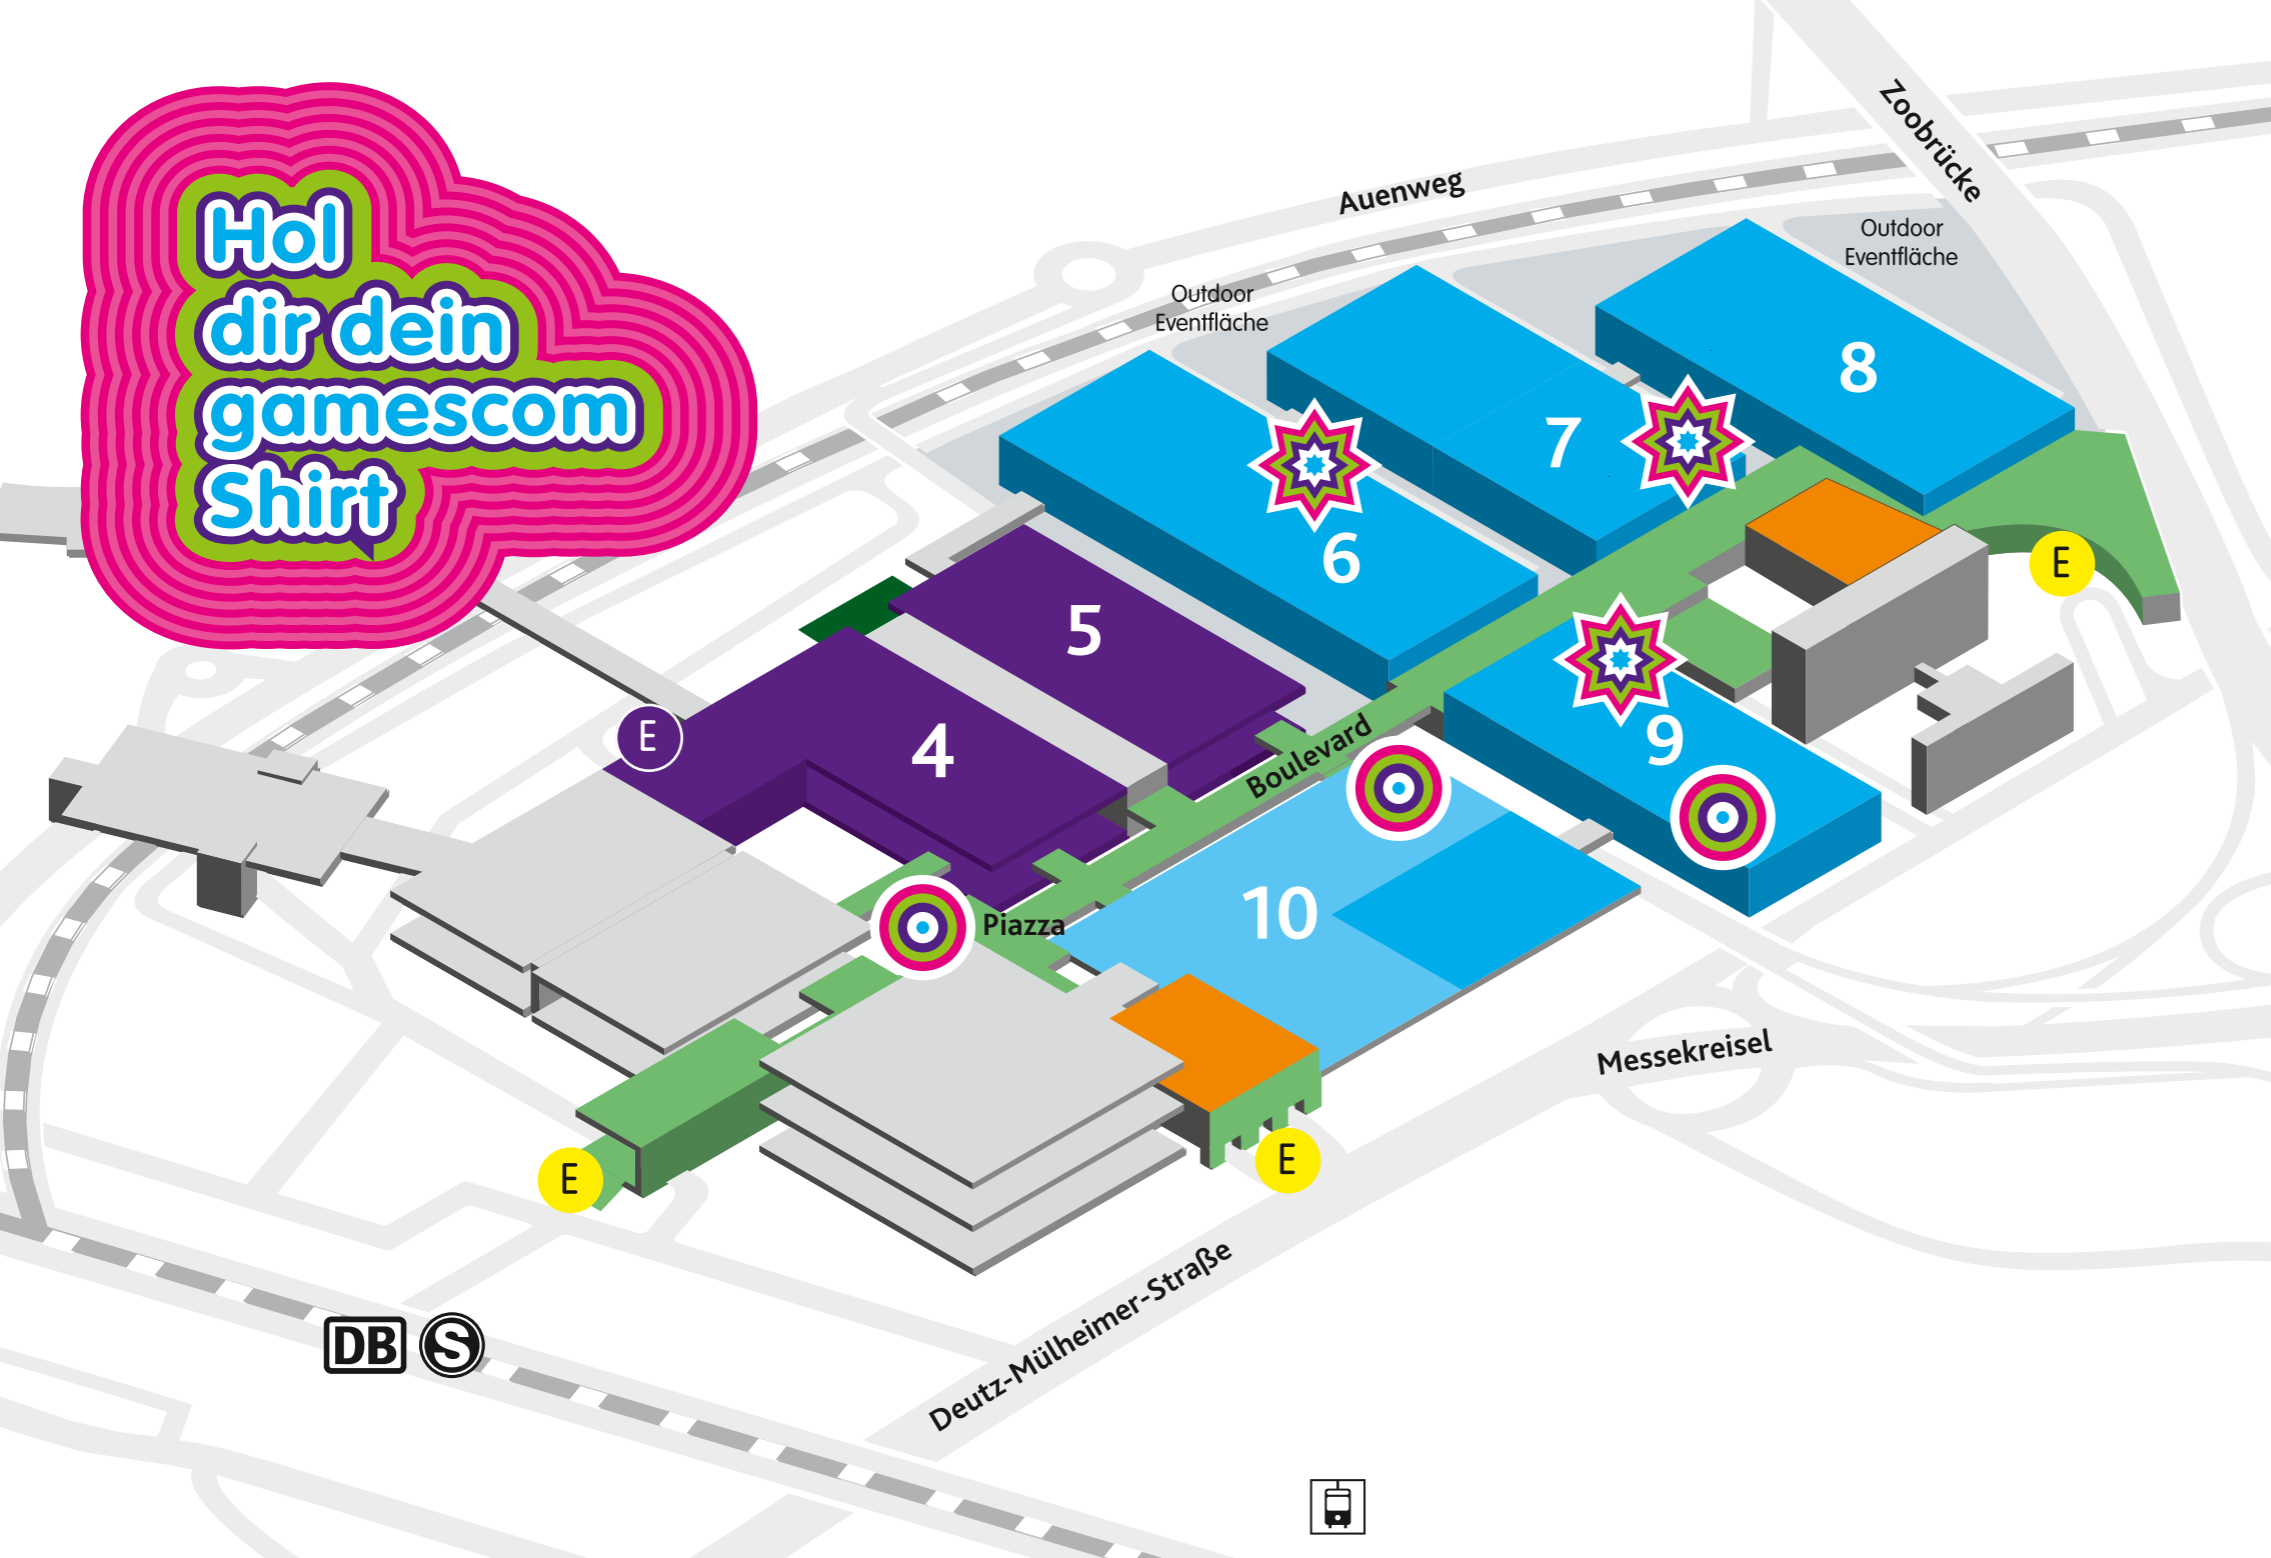 Hol
dir dein
gamescom
Shirt
Zoobrücke
Auenweg
Outdoor
Eventfläche
Outdoor
Eventfläche
8
7
6
E
5
9
E
4
Boulevard
10
Piazza
Messekreisel
E
E
Deutz-Mülheimer-Straße
DB S